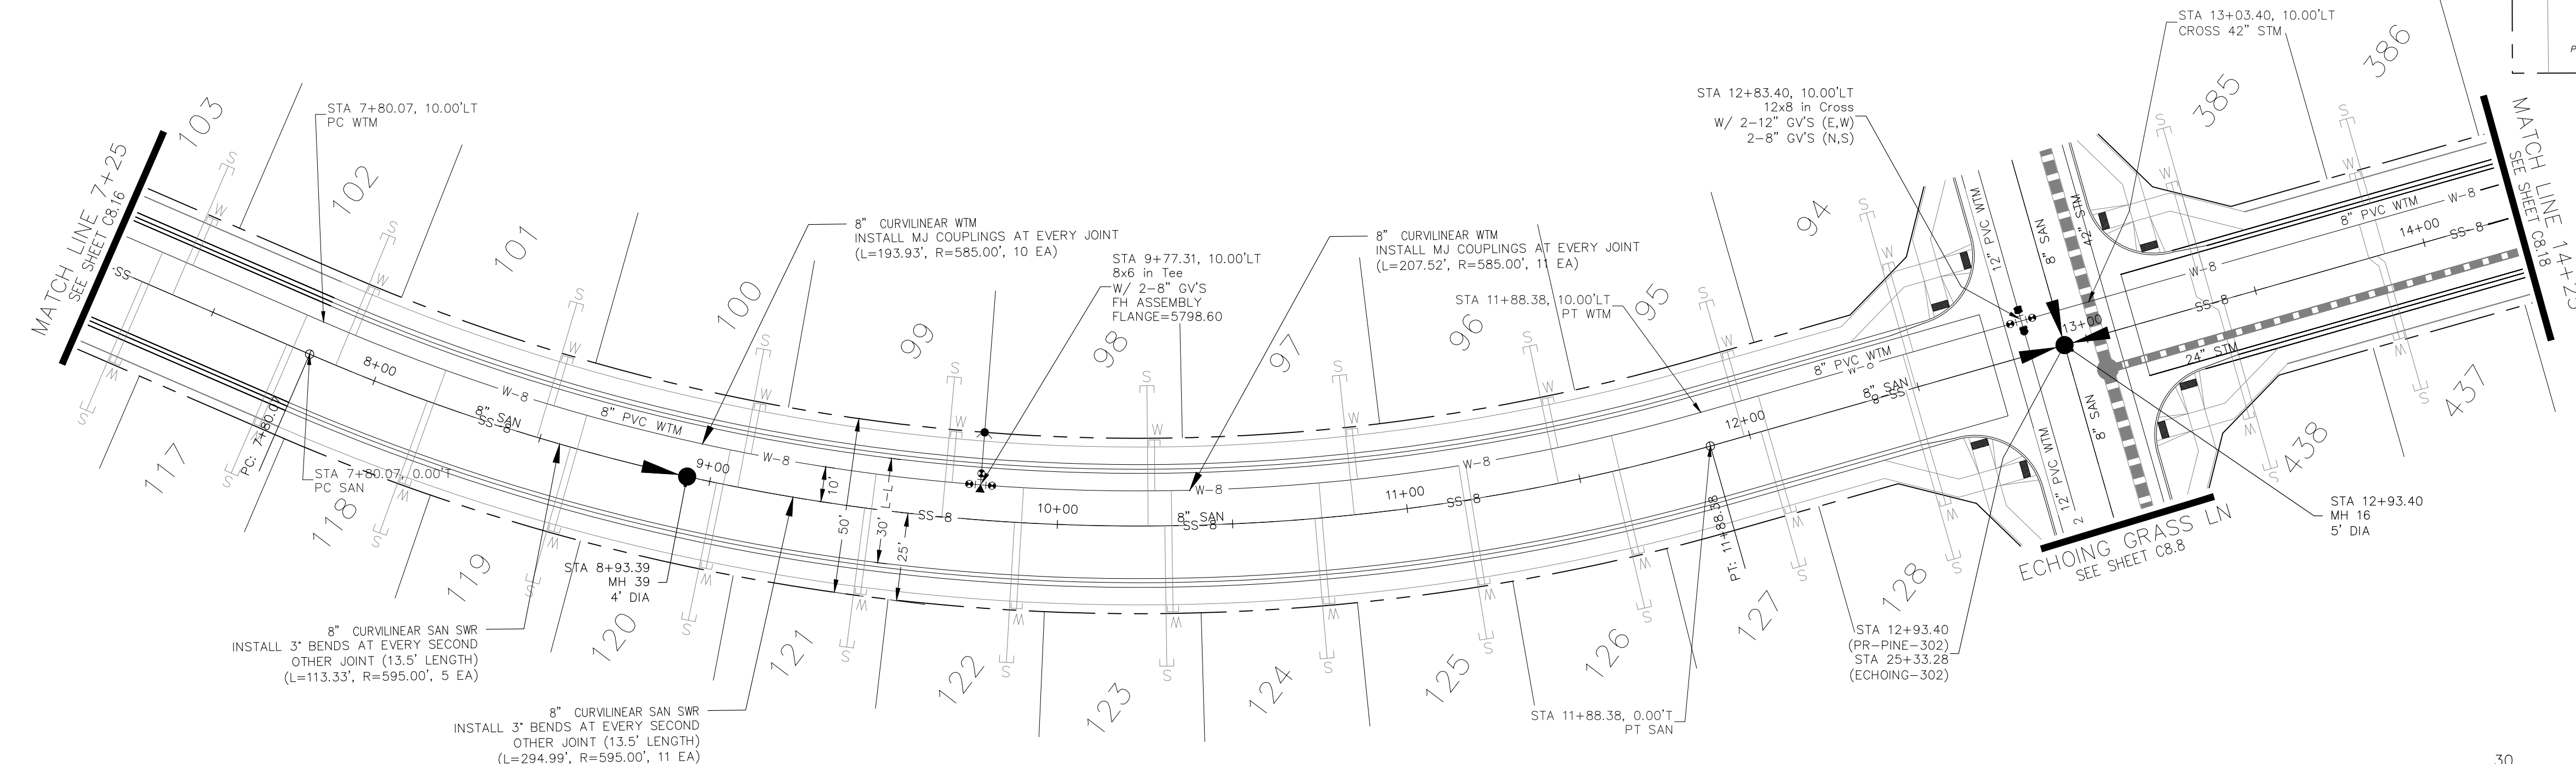 MATCH LINE 7+25
SEE SHEET C8.16
103
102
101
100
99
98
97
96
95
94
385
386
STA 7+80.07, 10.00'LT
PC WTM
8" CURVILINEAR WTM
INSTALL MJ COUPLINGS AT EVERY JOINT
(L=193.93', R=585.00', 10 EA)
STA 9+77.31, 10.00'LT
8x6 in Tee
W/ 2-8" GV'S
FH ASSEMBLY
FLANGE=5798.60
8" CURVILINEAR WTM
INSTALL MJ COUPLINGS AT EVERY JOINT
(L=207.52', R=585.00', 11 EA)
STA 11+88.38, 10.00'LT
PT WTM
STA 12+83.40, 10.00'LT
12x8 in Cross
W/ 2-12" GV'S (E,W)
2-8" GV'S (N,S)
STA 13+03.40, 10.00'LT
CROSS 42" STM
MATCH LINE 14+25
SEE SHEET C8.18
SS-
8+00
8" SAN
SS-8
W-8
8" PVC WTM
9+00
W-8
10'
50'
30' L-L
25'
SS-8
10+00
8" SAN
SS-8
W-8
11+00
SS-8
W-8
12+00
8" PVC WTM
W-8
8" SAN
8-SS
12" PVC WTM
8" SAN
42" STM
13+00
W-8
8" PVC WTM
W-8
SS-8
14+00
SS-8
24" STM
12" PVC WTM
2
8" SAN
PC: 7+80.07
STA 7+80.07, 0.00'T
PC SAN
PT: 11+88.38
STA 8+93.39
MH 39
4' DIA
117
118
119
120
121
122
123
124
125
126
127
128
438
437
8" CURVILINEAR SAN SWR
INSTALL 3° BENDS AT EVERY SECOND
OTHER JOINT (13.5' LENGTH)
(L=113.33', R=595.00', 5 EA)
8" CURVILINEAR SAN SWR
INSTALL 3° BENDS AT EVERY SECOND
OTHER JOINT (13.5' LENGTH)
(L=294.99', R=595.00', 11 EA)
STA 11+88.38, 0.00'T
PT SAN
STA 12+93.40
(PR-PINE-302)
STA 25+33.28
(ECHOING-302)
ECHOING GRASS LN
SEE SHEET C8.8
STA 12+93.40
MH 16
5' DIA
30
P